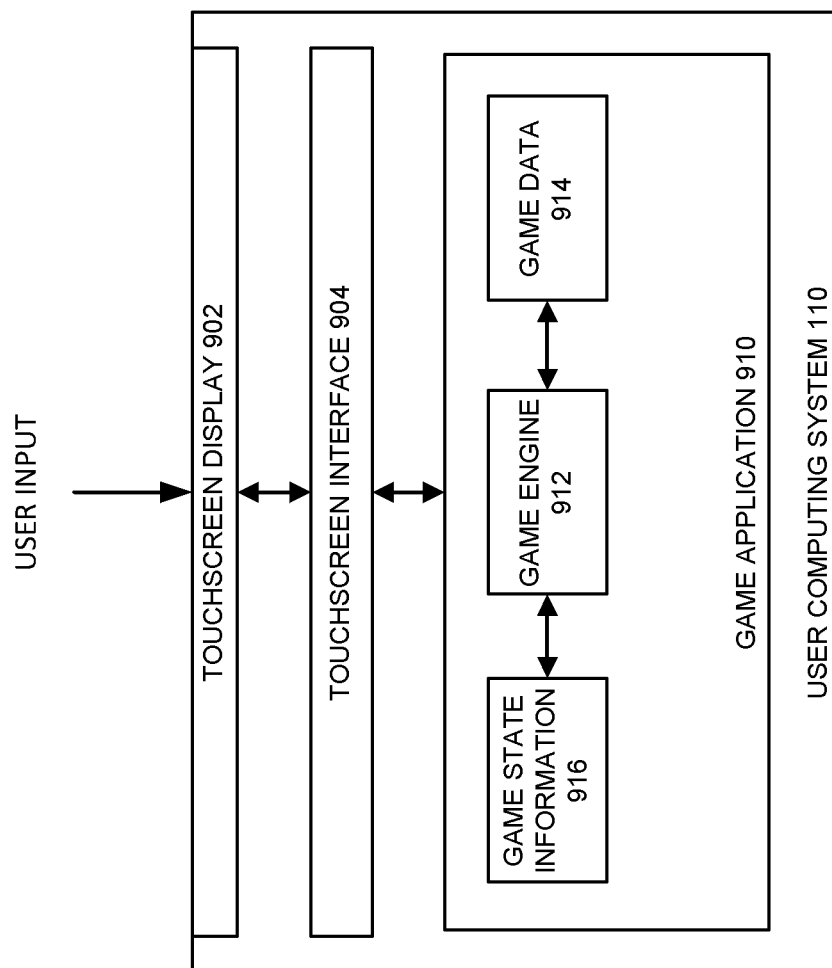 USER INPUT
TOUCHSCREEN DISPLAY 902
TOUCHSCREEN INTERFACE 904
GAME STATE
INFORMATION
916
GAME ENGINE
912
GAME DATA
914
GAME APPLICATION 910
USER COMPUTING SYSTEM 110